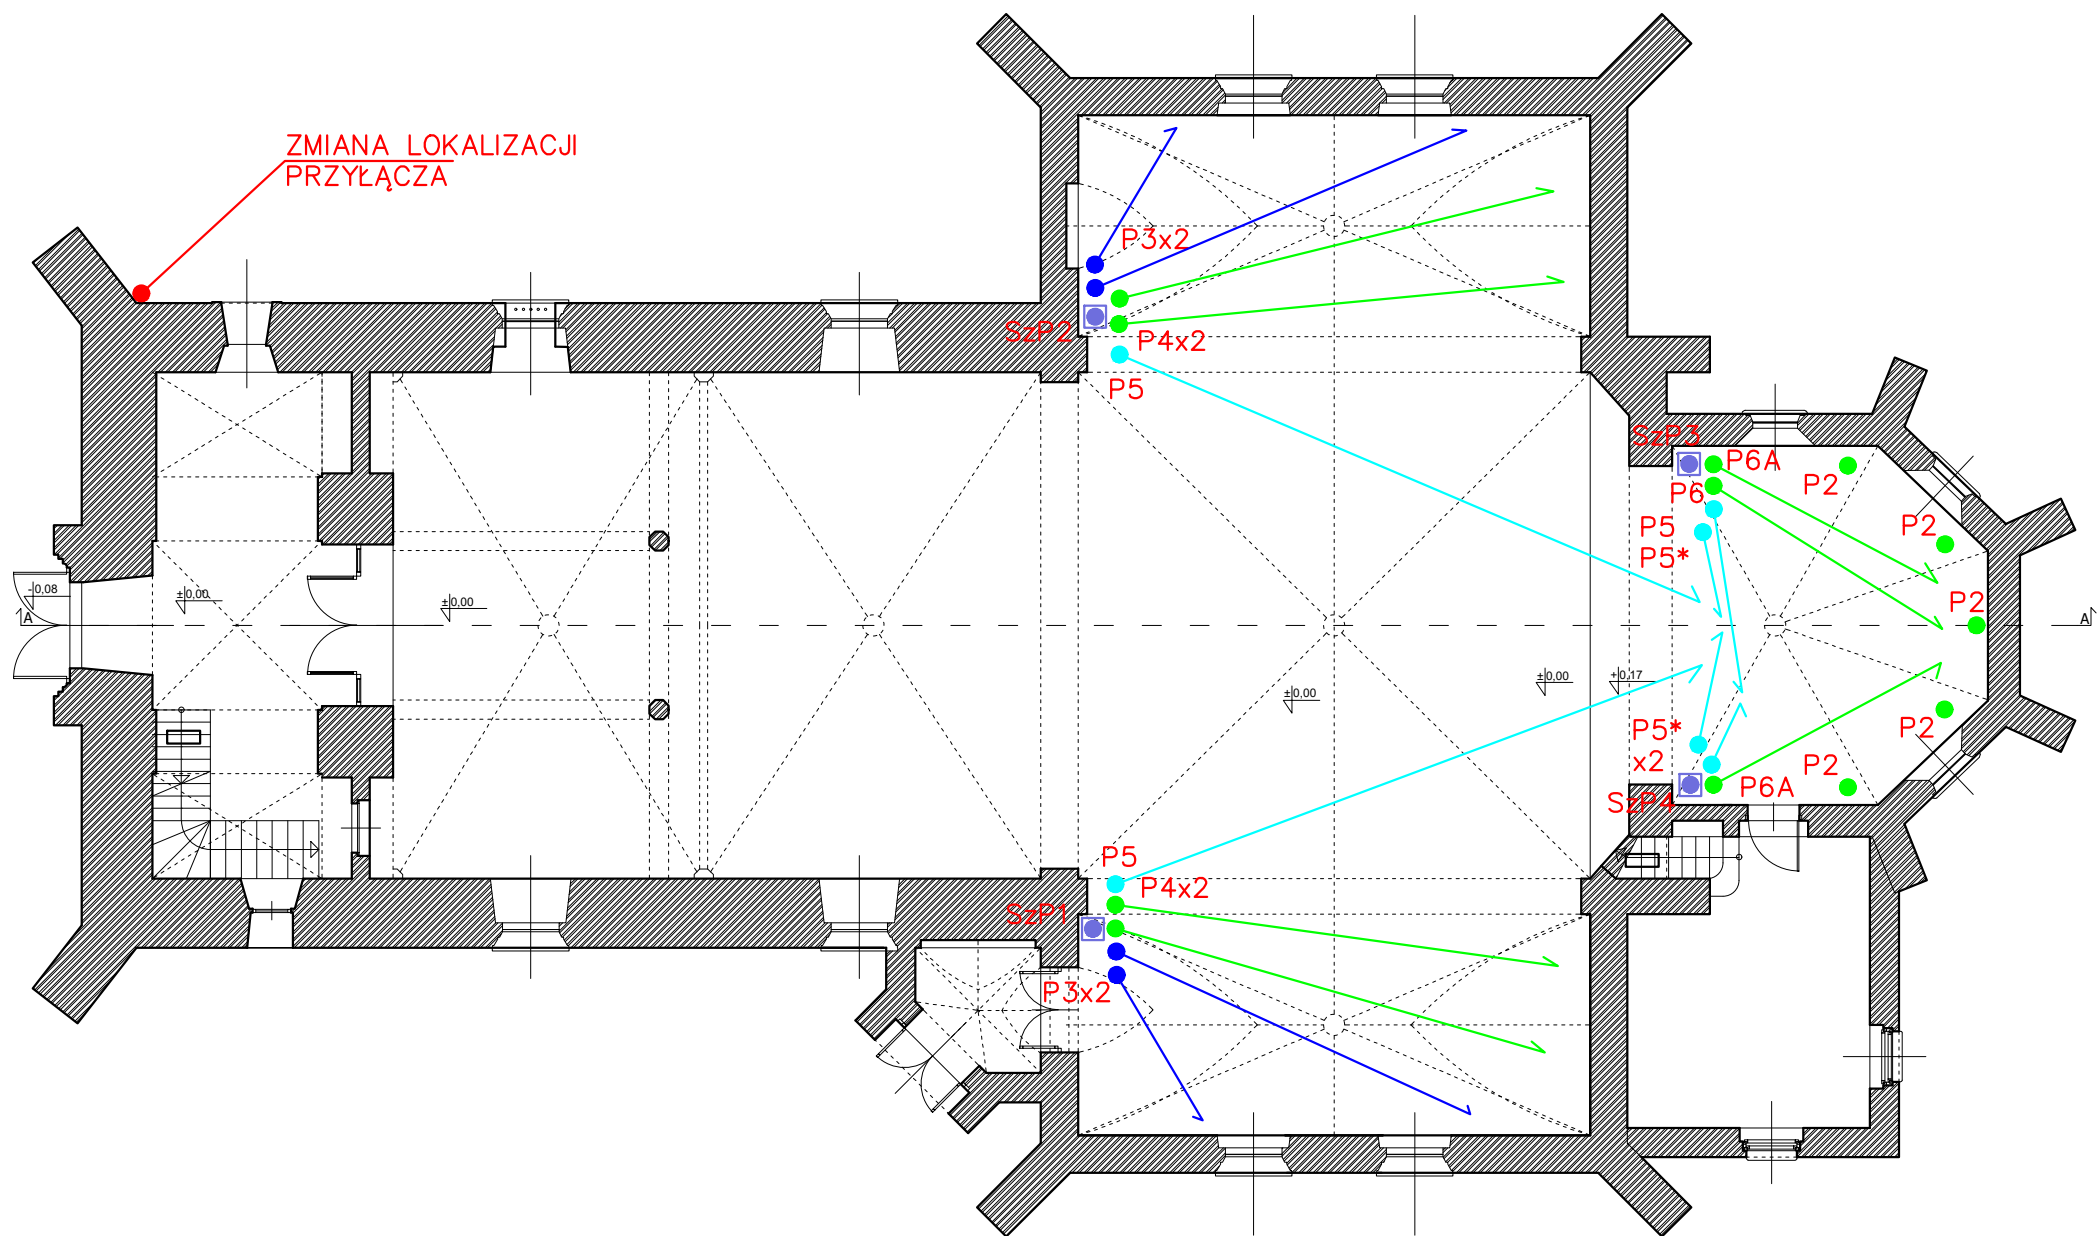 ZMIANA LOKALIZACJI
PRZYŁĄCZA
P3x2
SzP2
P4x2
P5
SzP3
P6A
P2
P6
P5
P5*
P2
P2
-0,08
±0,00
±0,00
A
A
±0,00
±0,00
+0,17
P5*
x2
P2
P2
P6A
SzP4
P5
P4x2
SzP1
P3x2